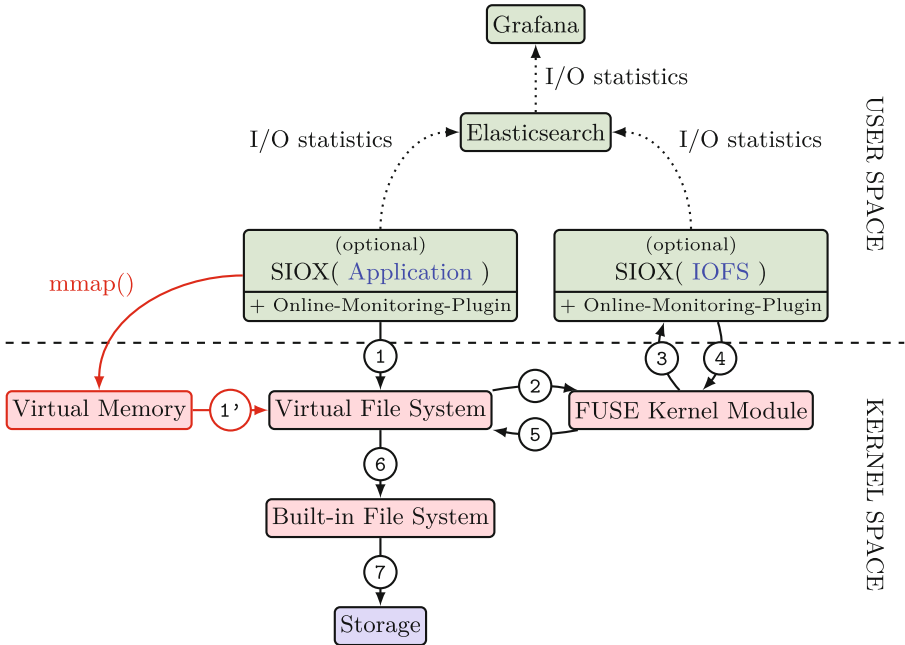 Grafana
I/O statistics
Elasticsearch
I/O statistics
I/O statistics
USER SPACE
(optional)
SIOX( Application )
+ Online-Monitoring-Plugin
(optional)
SIOX( IOFS )
+ Online-Monitoring-Plugin
mmap()
1
3
4
Virtual Memory
1'
Virtual File System
2
FUSE Kernel Module
5
KERNEL SPACE
6
Built-in File System
7
Storage